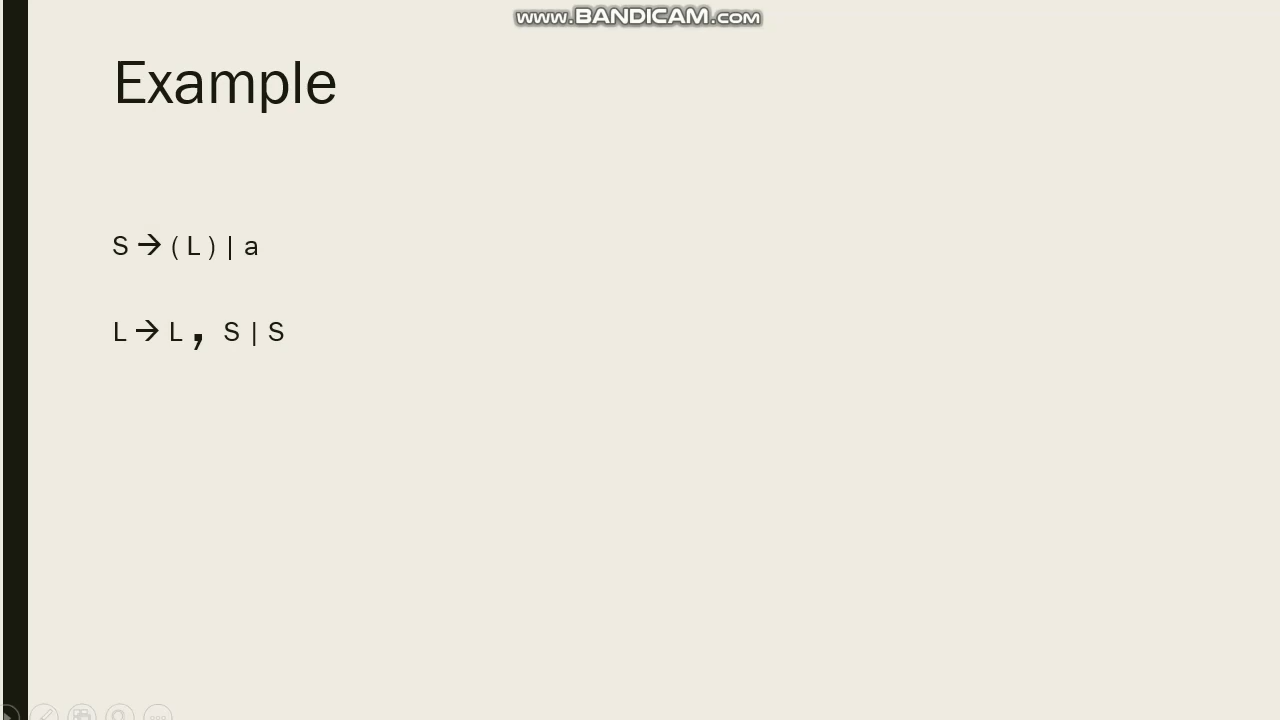 www.BANDICAM.com
Example
S → ( L ) | a
L → L , S | S